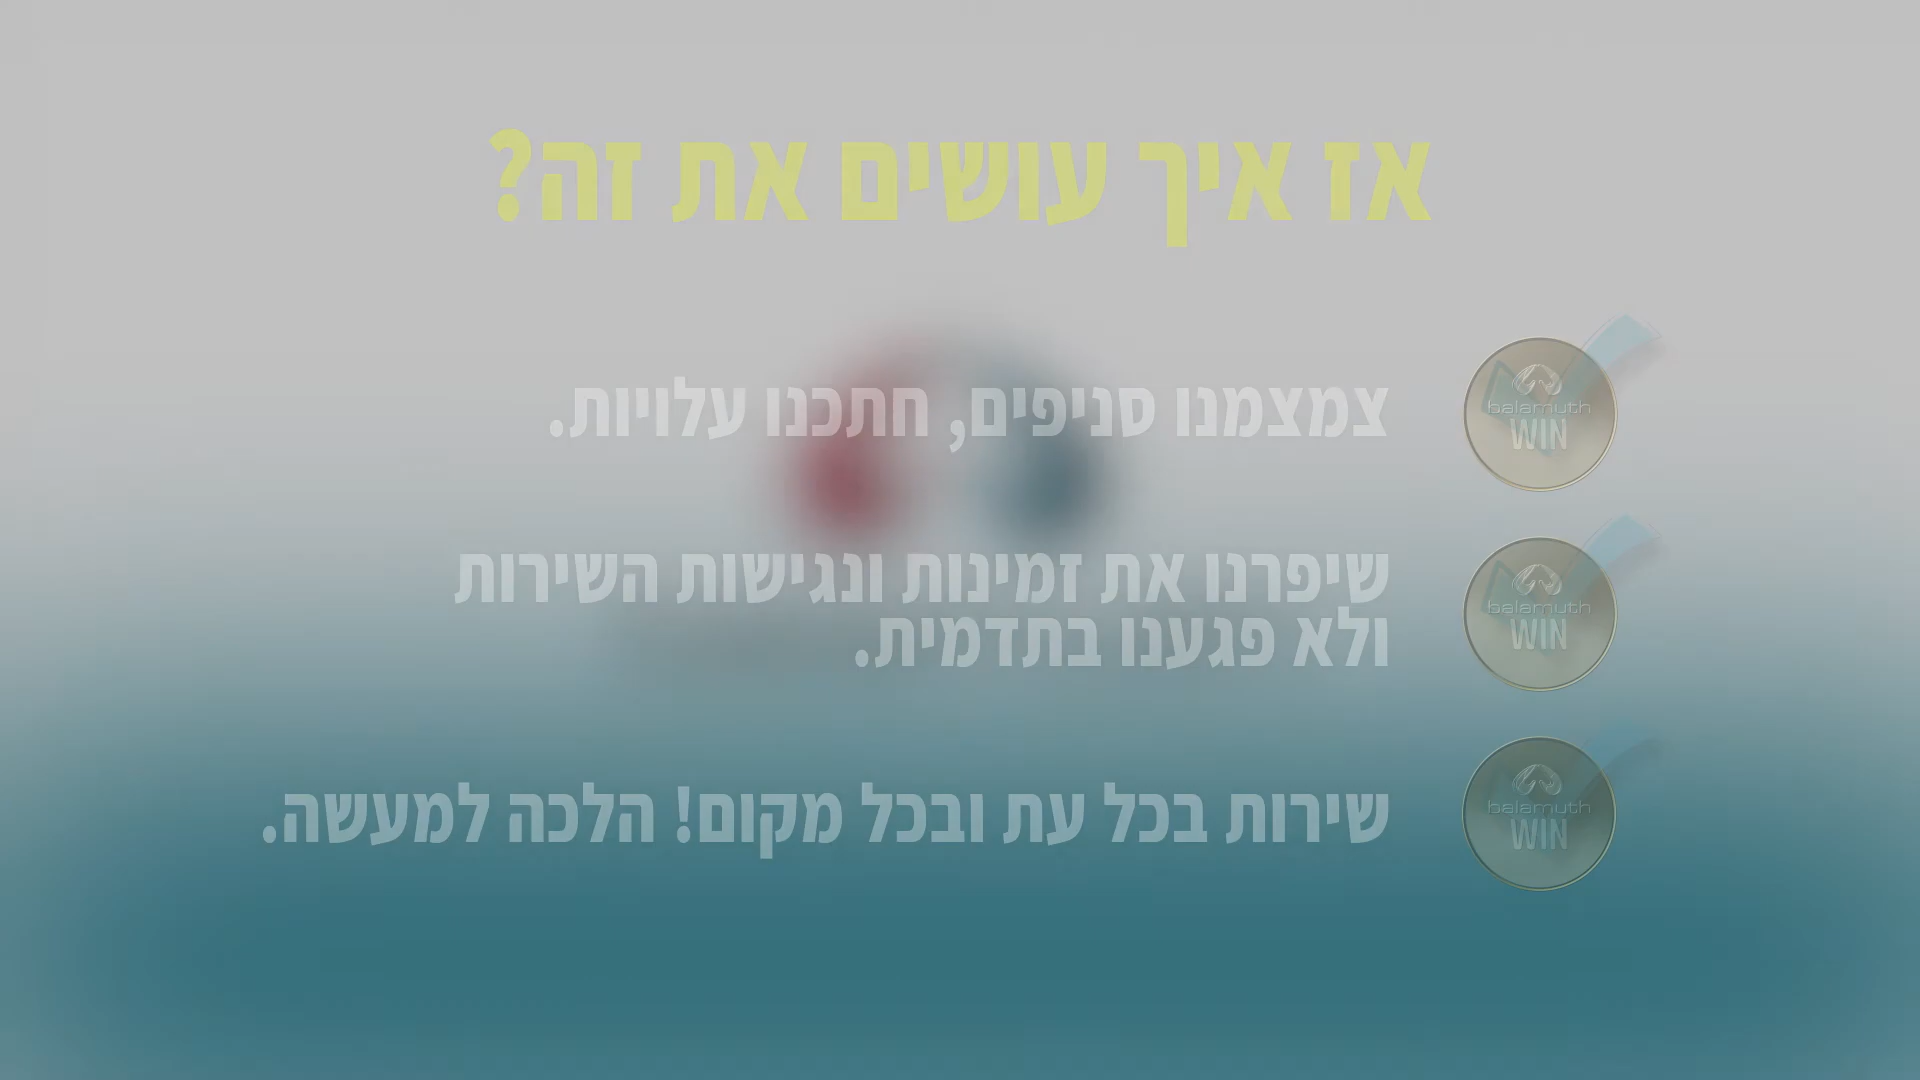 אז איך עושים את זה?
balamuth
WIN
צמצמנו סניפים, חתכנו עלויות.
balamuth
WIN
שיפרנו את זמינות ונגישות השירות
ולא פגענו בתדמית.
balamuth
WIN
שירות בכל עת ובכל מקום! הלכה למעשה.